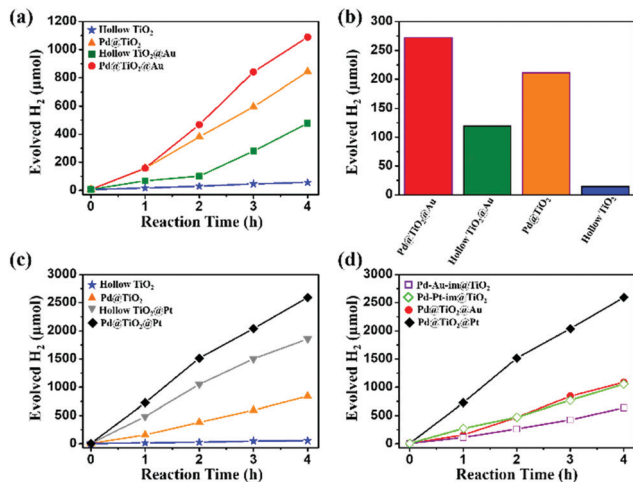 (a)
Hollow TiO₂
Pd@TiO₂
Hollow TiO₂@Au
Pd@TiO₂@Au
1200
1000
800
600
400
200
0
Evolved H₂ (μmol)
0 1 2 3 4
Reaction Time (h)
(b)
300
250
200
150
100
50
0
Evolved H₂ (μmol)
Pd@TiO₂@Au
Hollow TiO₂@Au
Pd@TiO₂
Hollow TiO₂
(c)
Hollow TiO₂
Pd@TiO₂
Hollow TiO₂@Pt
Pd@TiO₂@Pt
3000
2500
2000
1500
1000
500
0
Evolved H₂ (μmol)
0 1 2 3 4
Reaction Time (h)
(d)
Pd-Au-im@TiO₂
Pd-Pt-im@TiO₂
Pd@TiO₂@Au
Pd@TiO₂@Pt
3000
2500
2000
1500
1000
500
0
Evolved H₂ (μmol)
0 1 2 3 4
Reaction Time (h)